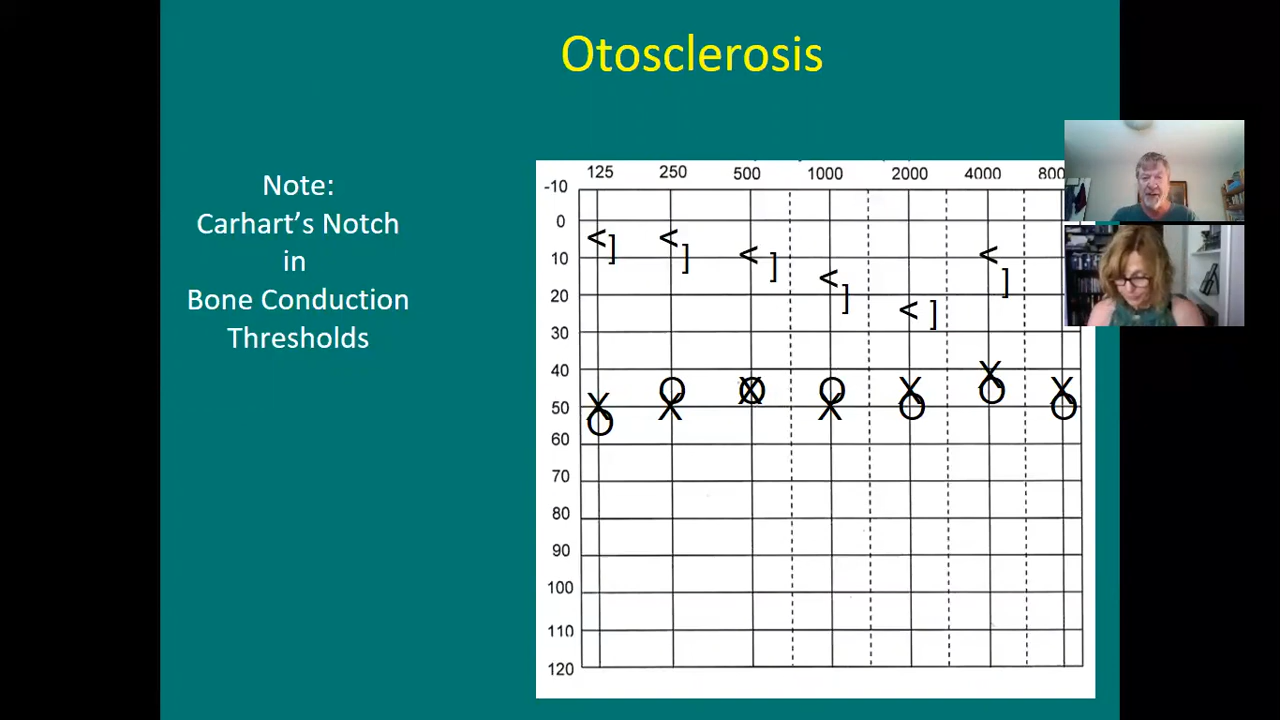 Otosclerosis
Note:
Carhart’s Notch
in
Bone Conduction
Thresholds
125 250 500 1000 2000 4000 800
-10
0
10
20
30
40
50
60
70
80
90
100
110
120
< ] < ] < ] < ] < ] < ]
X O O X X O O X X O X O X O